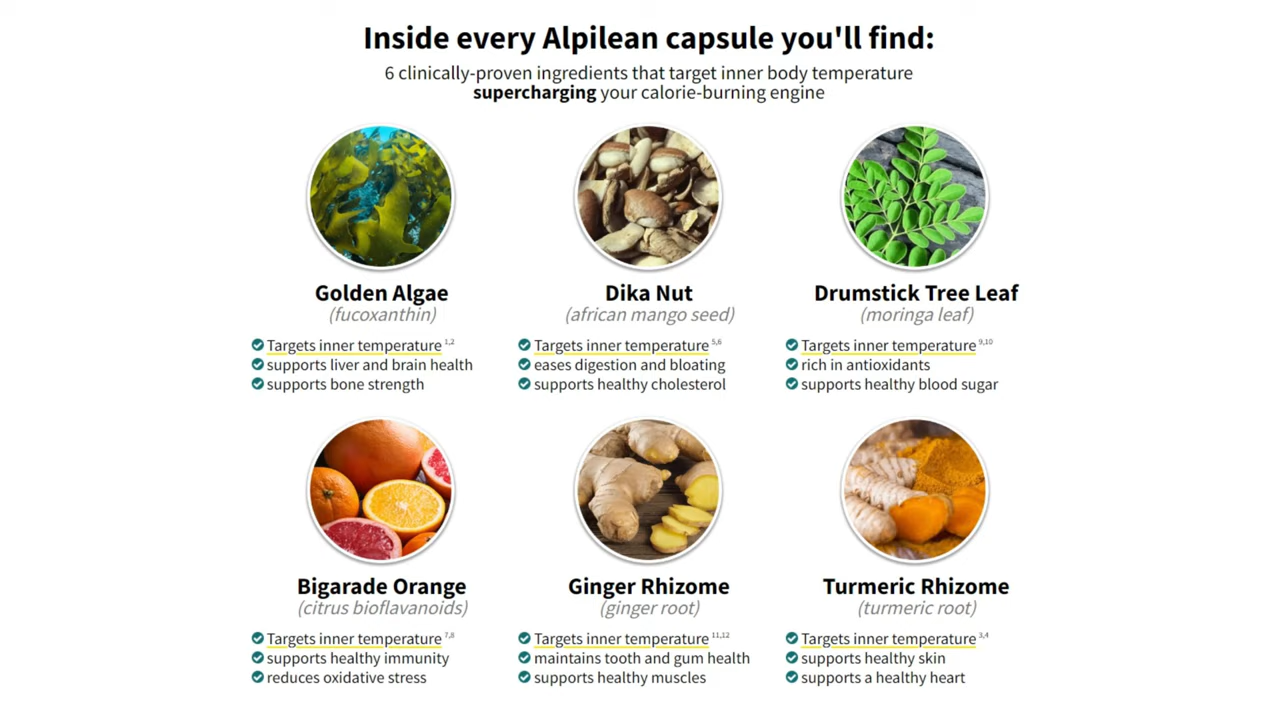 Inside every Alpilean capsule you'll find:
6 clinically-proven ingredients that target inner body temperature
supercharging your calorie-burning engine
Golden Algae
(fucoxanthin)
Targets inner temperature 1,2
supports liver and brain health
supports bone strength
Dika Nut
(african mango seed)
Targets inner temperature 5,6
eases digestion and bloating
supports healthy cholesterol
Drumstick Tree Leaf
(moringa leaf)
Targets inner temperature 9,10
rich in antioxidants
supports healthy blood sugar
Bigarade Orange
(citrus bioflavanoids)
Targets inner temperature 7,8
supports healthy immunity
reduces oxidative stress
Ginger Rhizome
(ginger root)
Targets inner temperature 11,12
maintains tooth and gum health
supports healthy muscles
Turmeric Rhizome
(turmeric root)
Targets inner temperature 3,4
supports healthy skin
supports a healthy heart